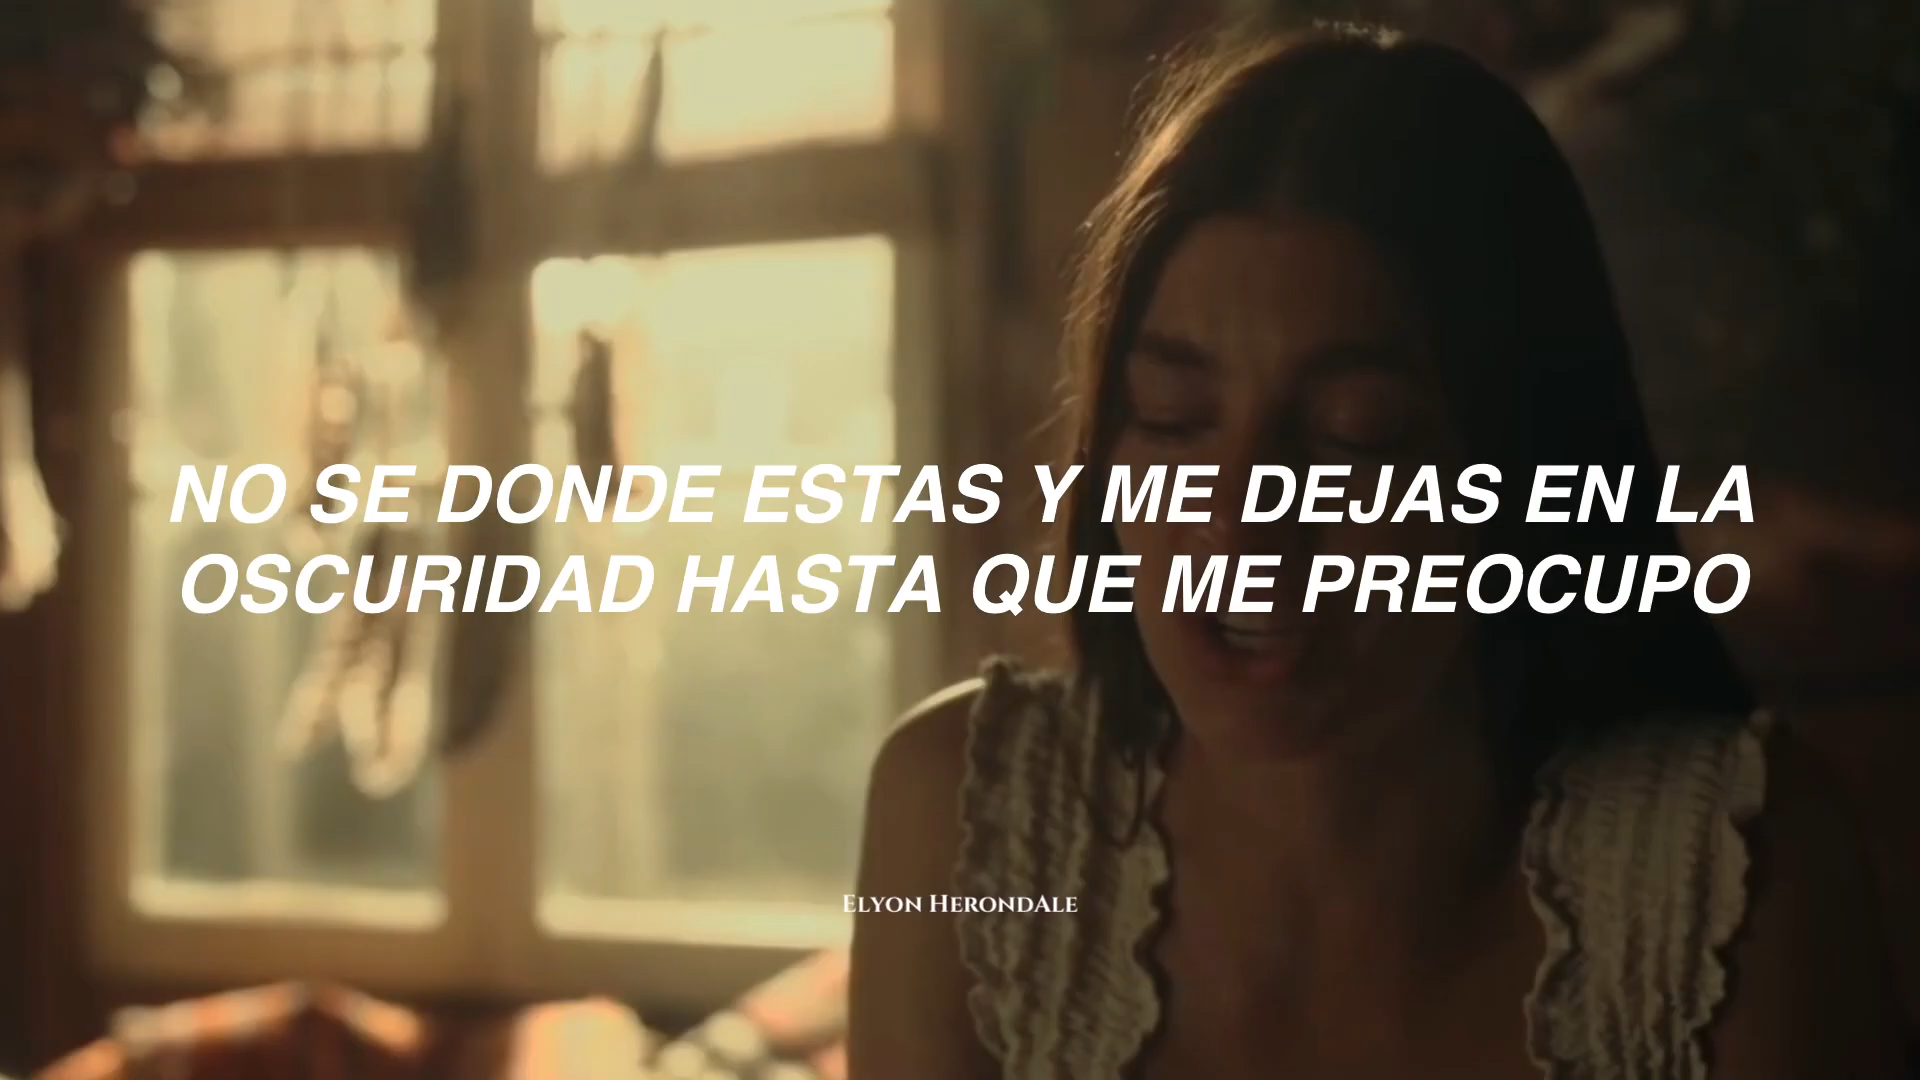 NO SE DONDE ESTAS Y ME DEJAS EN LA
OSCURIDAD HASTA QUE ME PREOCUPO
Elyon HerondAle